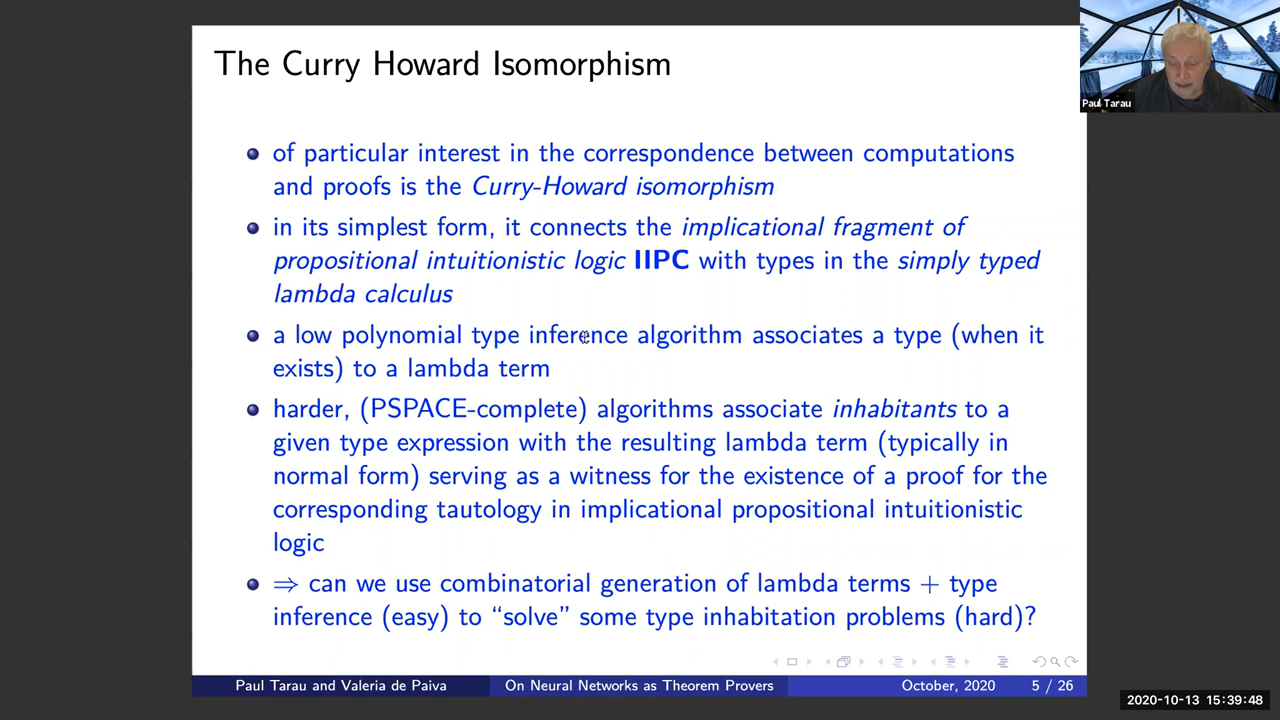 The Curry Howard Isomorphism
Paul Tarau
of particular interest in the correspondence between computations
and proofs is the Curry-Howard isomorphism
in its simplest form, it connects the implicational fragment of
propositional intuitionistic logic IIPC with types in the simply typed
lambda calculus
a low polynomial type inference algorithm associates a type (when it
exists) to a lambda term
harder, (PSPACE-complete) algorithms associate inhabitants to a
given type expression with the resulting lambda term (typically in
normal form) serving as a witness for the existence of a proof for the
corresponding tautology in implicational propositional intuitionistic
logic
⇒ can we use combinatorial generation of lambda terms + type
inference (easy) to “solve” some type inhabitation problems (hard)?
Paul Tarau and Valeria de Paiva On Neural Networks as Theorem Provers October, 2020 5 / 26
2020-10-13 15:39:48